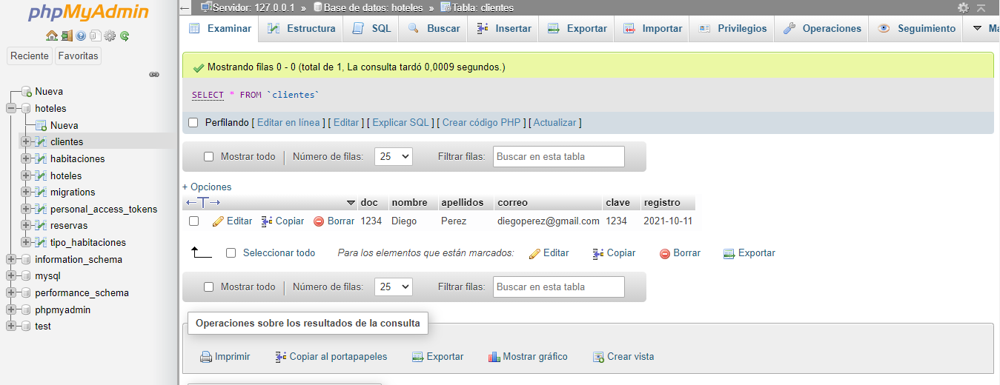 phpMyAdmin
Reciente Favoritas
Nueva
hoteles
Nueva
clientes
habitaciones
hoteles
migrations
personal_access_tokens
reservas
tipo_habitaciones
information_schema
mysql
performance_schema
phpmyadmin
test
Servidor: 127.0.0.1 » Base de datos: hoteles » Tabla: clientes
Examinar Estructura SQL Buscar Insertar Exportar Importar Privilegios Operaciones Seguimiento
Mostrando filas 0 - 0 (total de 1, La consulta tardó 0,0009 segundos.)
SELECT * FROM `clientes`
Perfilando [ Editar en línea ] [ Editar ] [ Explicar SQL ] [ Crear código PHP ] [ Actualizar ]
Mostrar todo | Número de filas: 25 Filtrar filas: Buscar en esta tabla
+ Opciones
←T→ doc nombre apellidos correo clave registro
Editar Copiar Borrar 1234 Diego Perez diegoperez@gmail.com 1234 2021-10-11
Seleccionar todo Para los elementos que están marcados: Editar Copiar Borrar Exportar
Mostrar todo | Número de filas: 25 Filtrar filas: Buscar en esta tabla
Operaciones sobre los resultados de la consulta
Imprimir Copiar al portapapeles Exportar Mostrar gráfico Crear vista